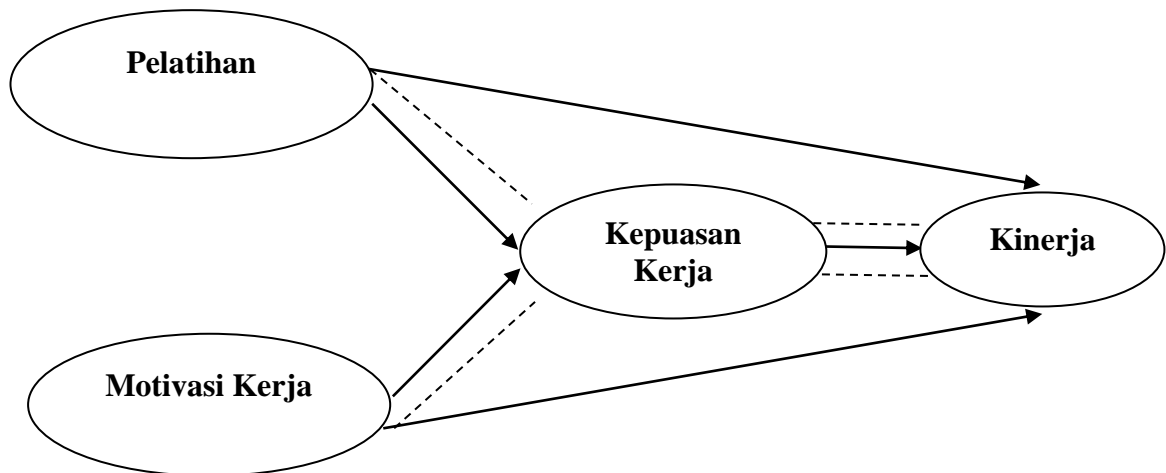 Pelatihan
Kepuasan
Kerja
Kinerja
Motivasi Kerja